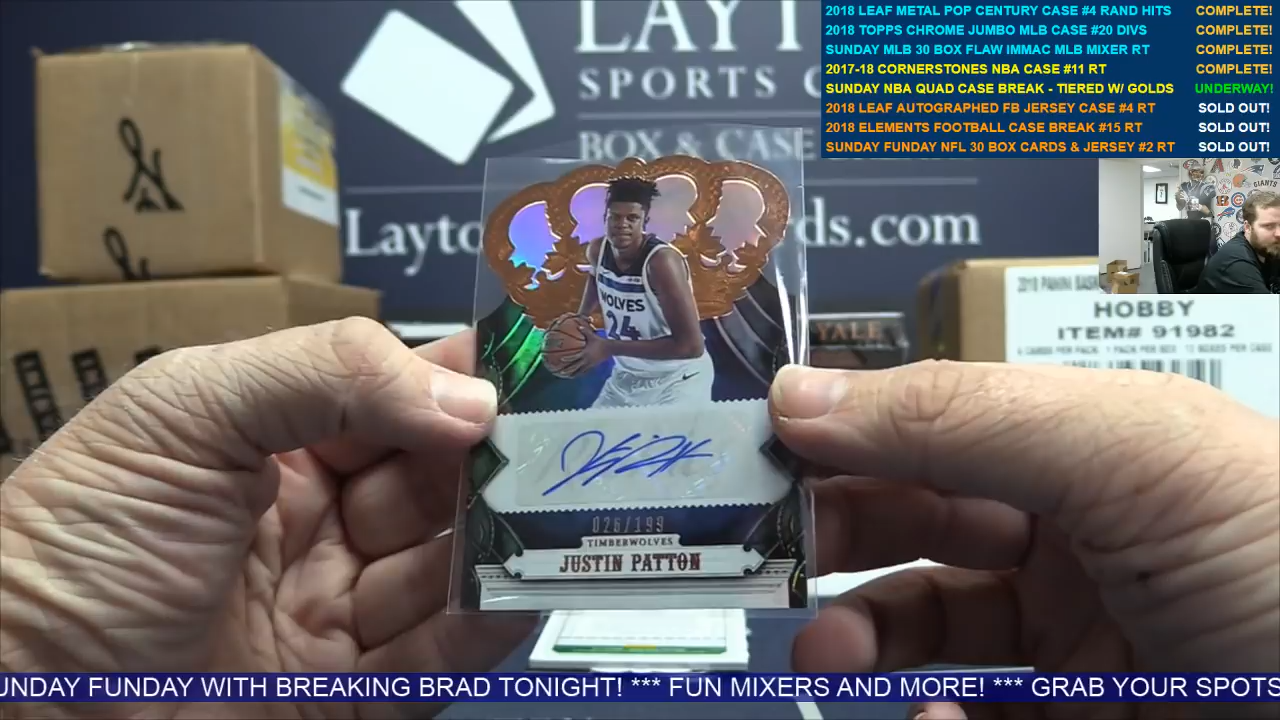 2018 LEAF METAL POP CENTURY CASE #4 RAND HITS COMPLETE!
2018 TOPPS CHROME JUMBO MLB CASE #20 DIVS COMPLETE!
SUNDAY MLB 30 BOX FLAW IMMAC MLB MIXER RT COMPLETE!
2017-18 CORNERSTONES NBA CASE #11 RT COMPLETE!
SUNDAY NBA QUAD CASE BREAK - TIERED W/ GOLDS UNDERWAY!
2018 LEAF AUTOGRAPHED FB JERSEY CASE #4 RT SOLD OUT!
2018 ELEMENTS FOOTBALL CASE BREAK #15 RT SOLD OUT!
SUNDAY FUNDAY NFL 30 BOX CARDS & JERSEY #2 RT SOLD OUT!
LAYT
SPORTS C
BOX & CASE
Layto ds.com
GIANTS
HOBBY
ITEM# 91982
YALE
WOLVES
24
026/199
TIMBERWOLVES
JUSTIN PATTON
UNDAY FUNDAY WITH BREAKING BRAD TONIGHT! *** FUN MIXERS AND MORE! *** GRAB YOUR SPOTS